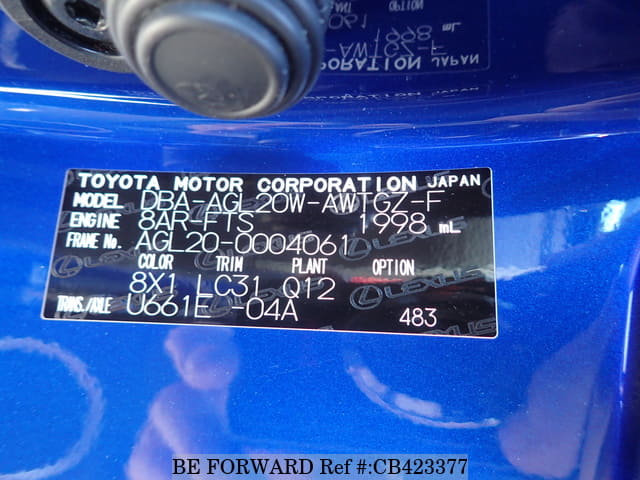 TOYOTA MOTOR CORPORATION JAPAN
MODEL DBA-AGL20W-AWTGZ-F
ENGINE 8AR-FTS 1998 mL
FRAME No. AGL20-0004061
COLOR TRIM PLANT OPTION
8X1 LC31 Q12
TRANS./AXLE U661E -04A 483
LEXUS
BE FORWARD Ref #:CB423377